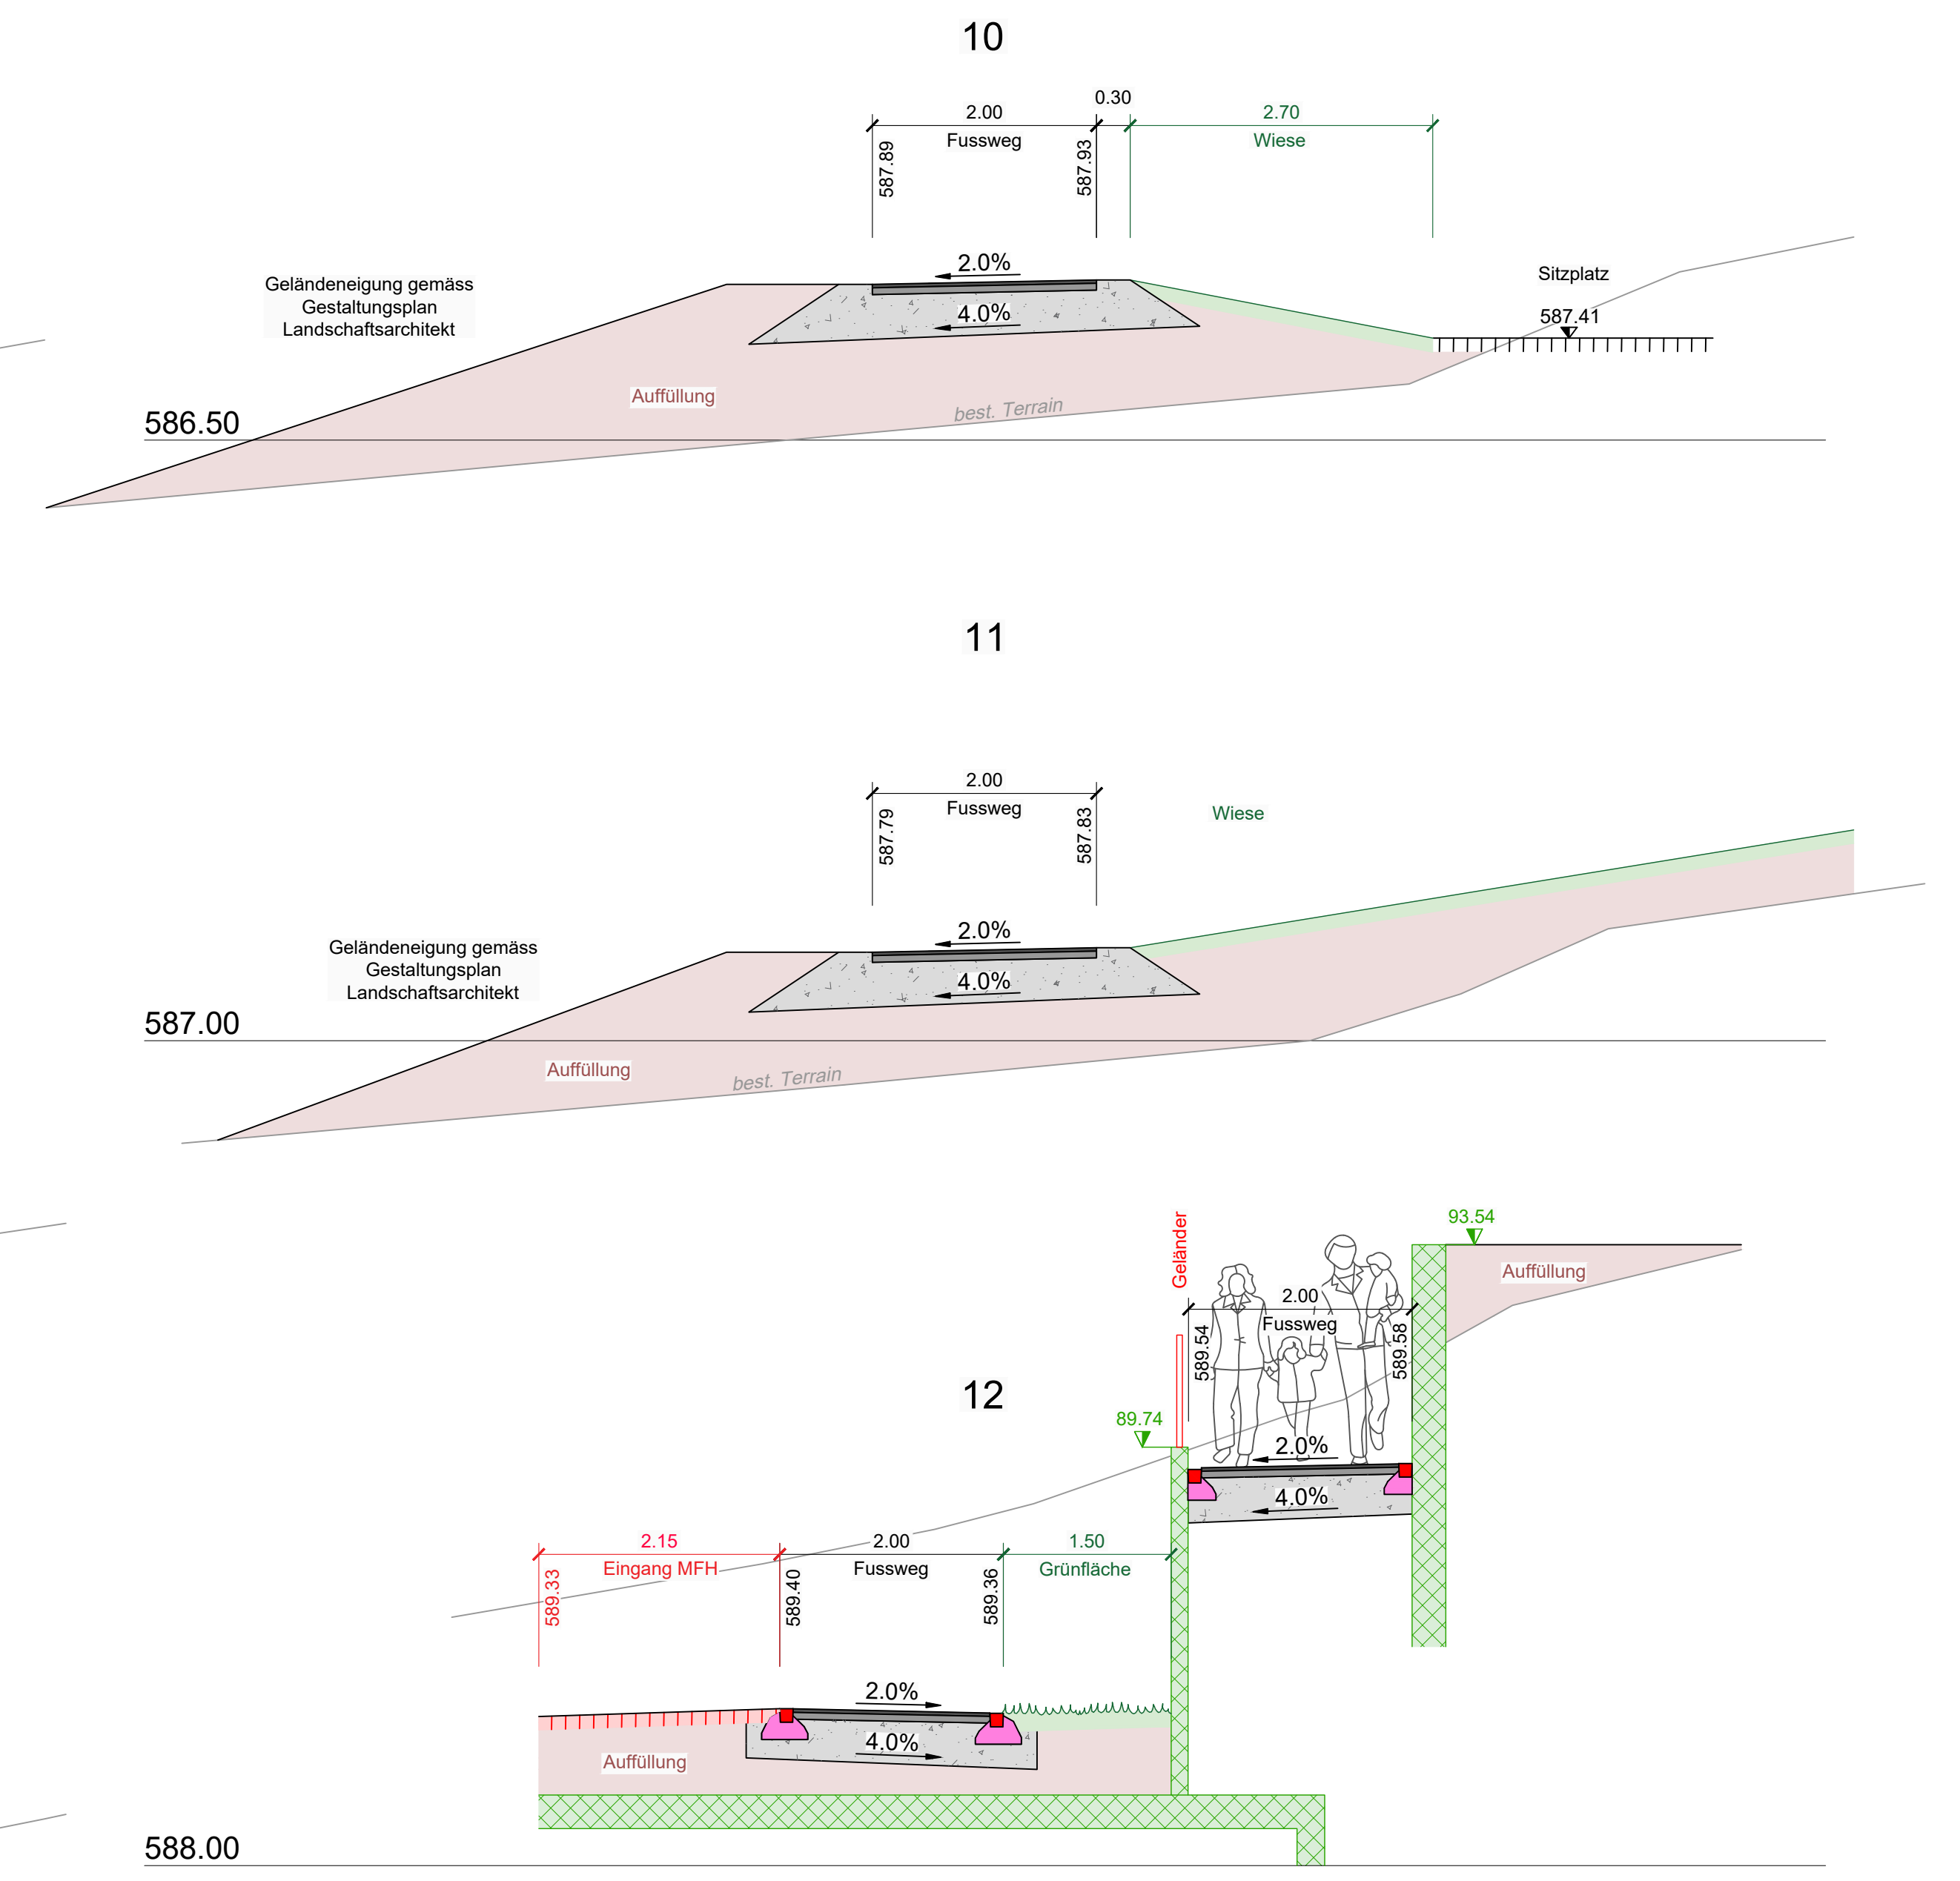 10
0.30
2.00
2.70
Fussweg
Wiese
587.89
587.93
2.0%
Sitzplatz
Geländeneigung gemäss
Gestaltungsplan
Landschaftsarchitekt
587.41
4.0%
Auffüllung
best. Terrain
586.50
11
2.00
Fussweg
Wiese
587.79
587.83
2.0%
Geländeneigung gemäss
Gestaltungsplan
Landschaftsarchitekt
4.0%
587.00
Auffüllung
best. Terrain
93.54
Geländer
Auffüllung
2.00
Fussweg
589.54
589.58
12
89.74
2.0%
4.0%
2.15
2.00
1.50
Eingang MFH
Fussweg
Grünfläche
589.33
589.40
589.36
2.0%
4.0%
Auffüllung
588.00